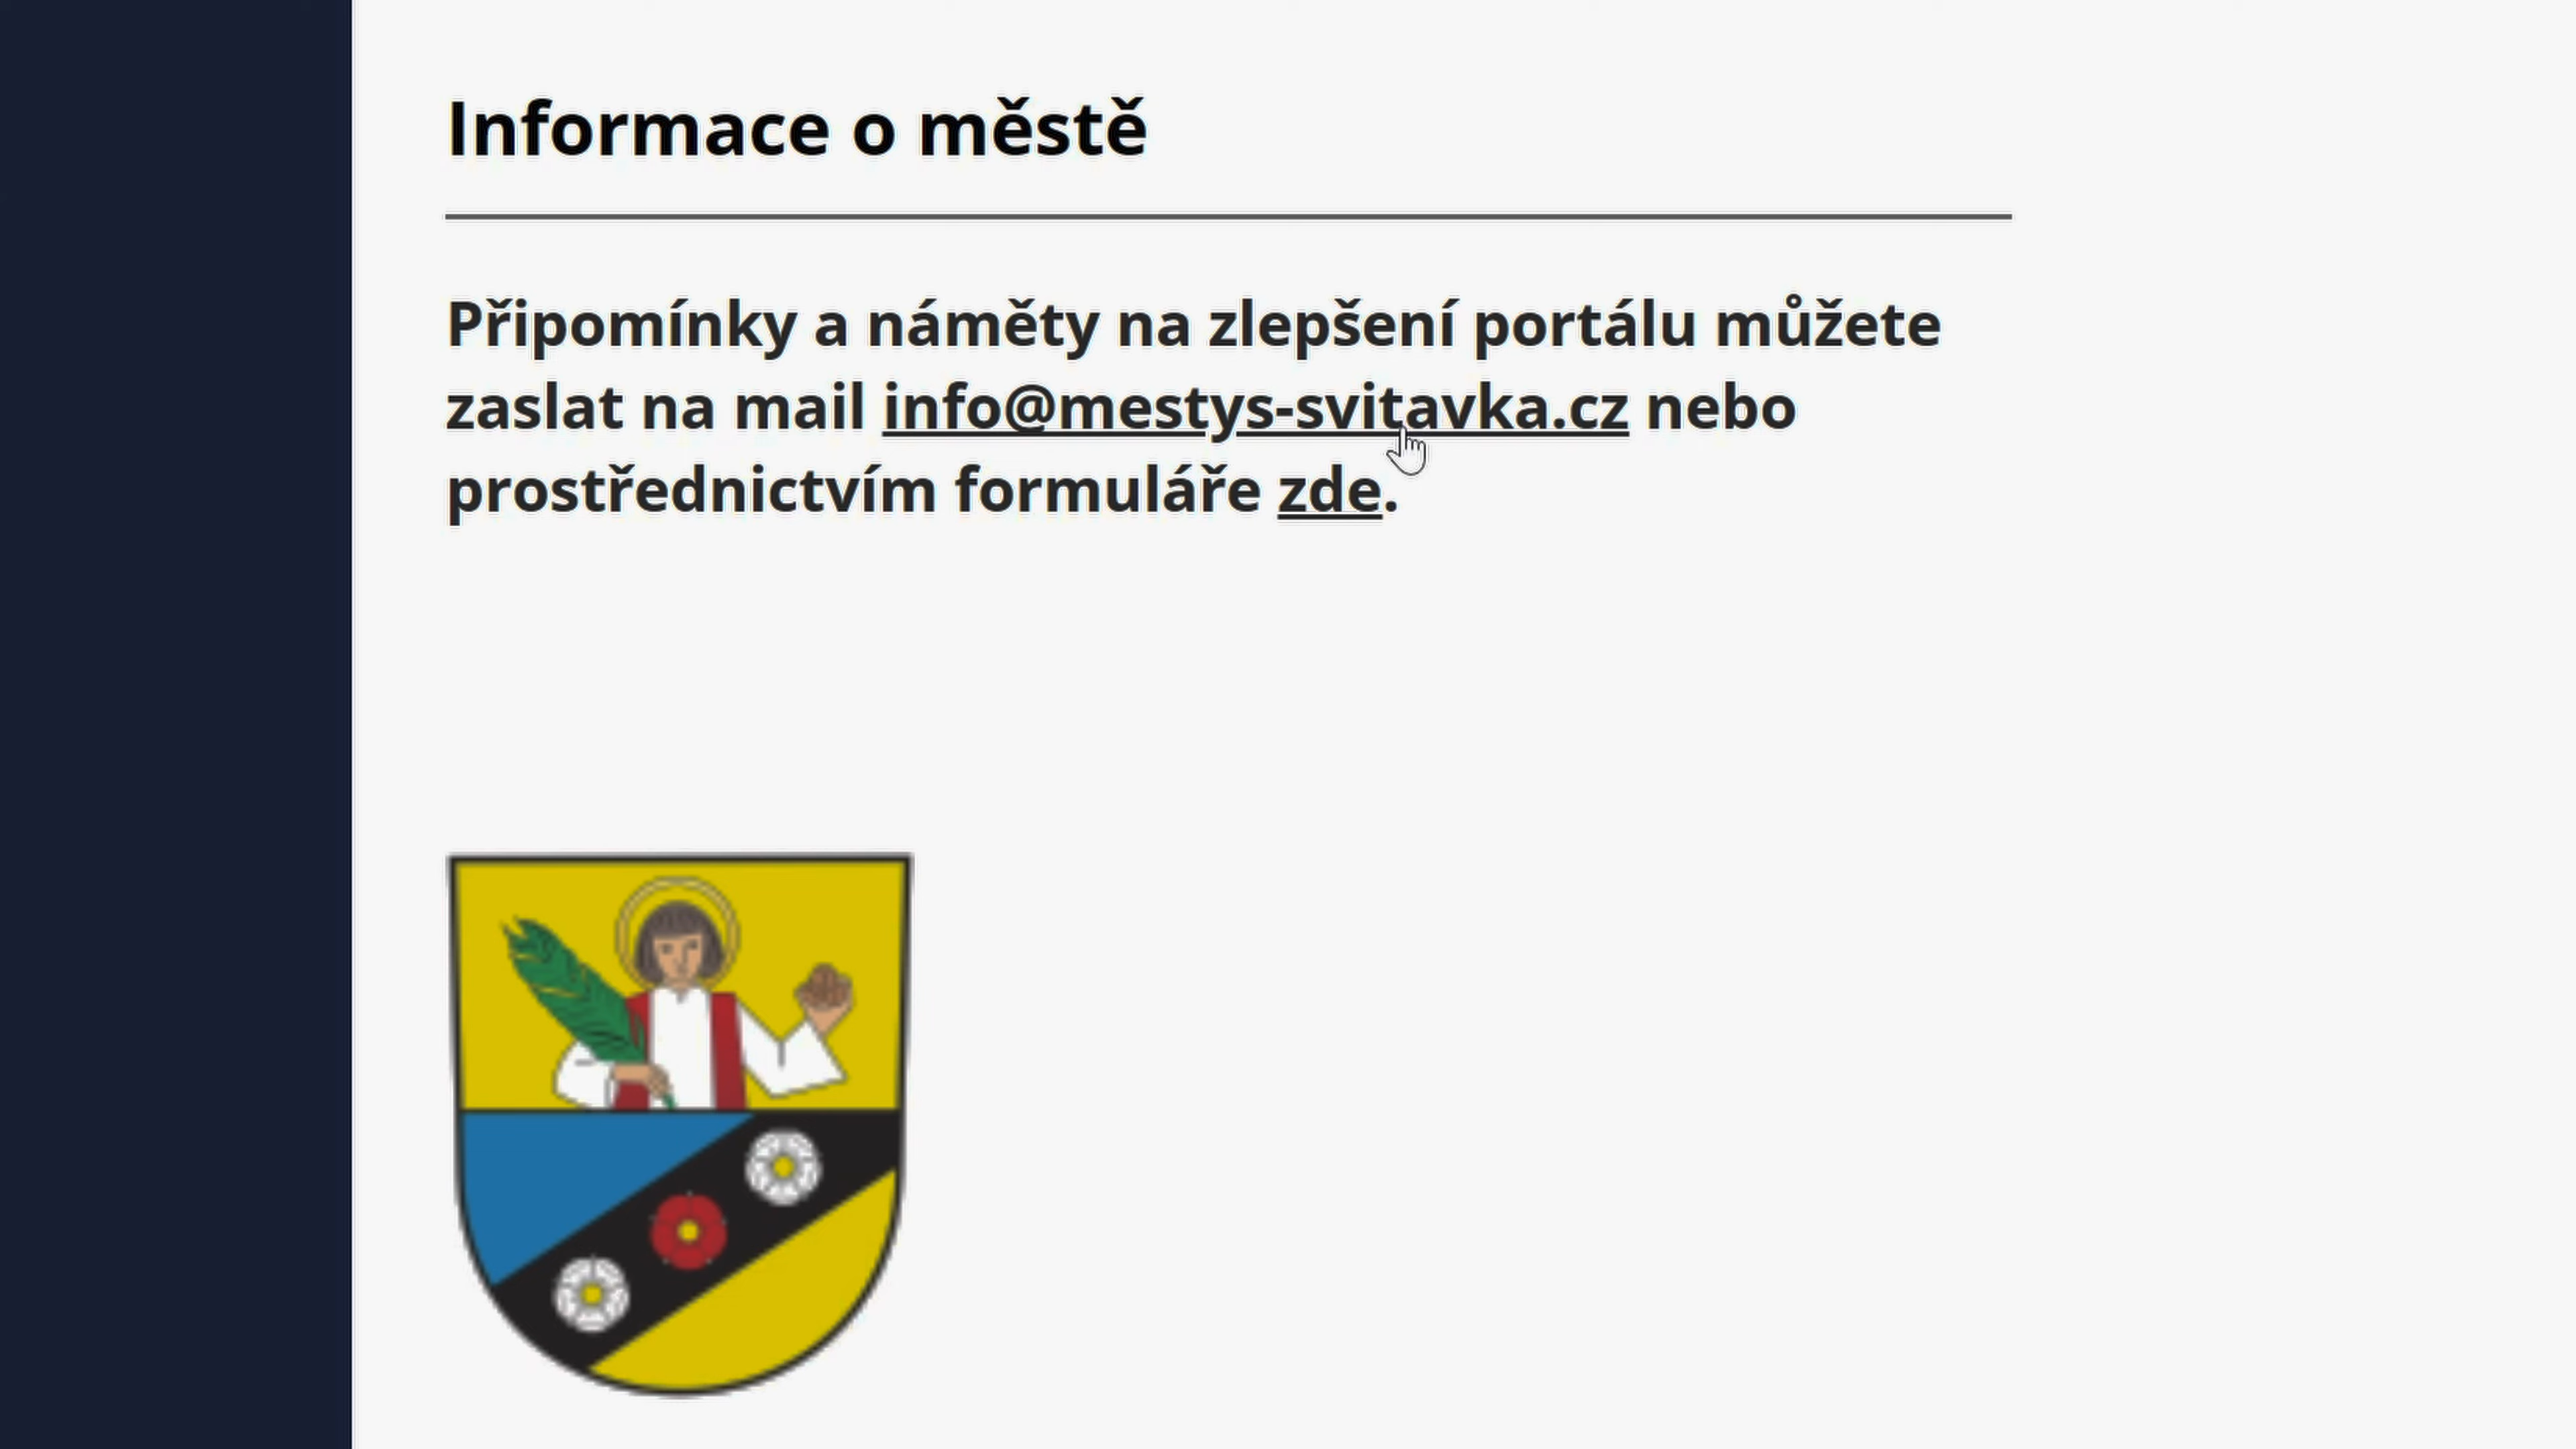 Informace o městě
Připomínky a náměty na zlepšení portálu můžete
zaslat na mail info@mestys-svitavka.cz nebo
prostřednictvím formuláře zde.